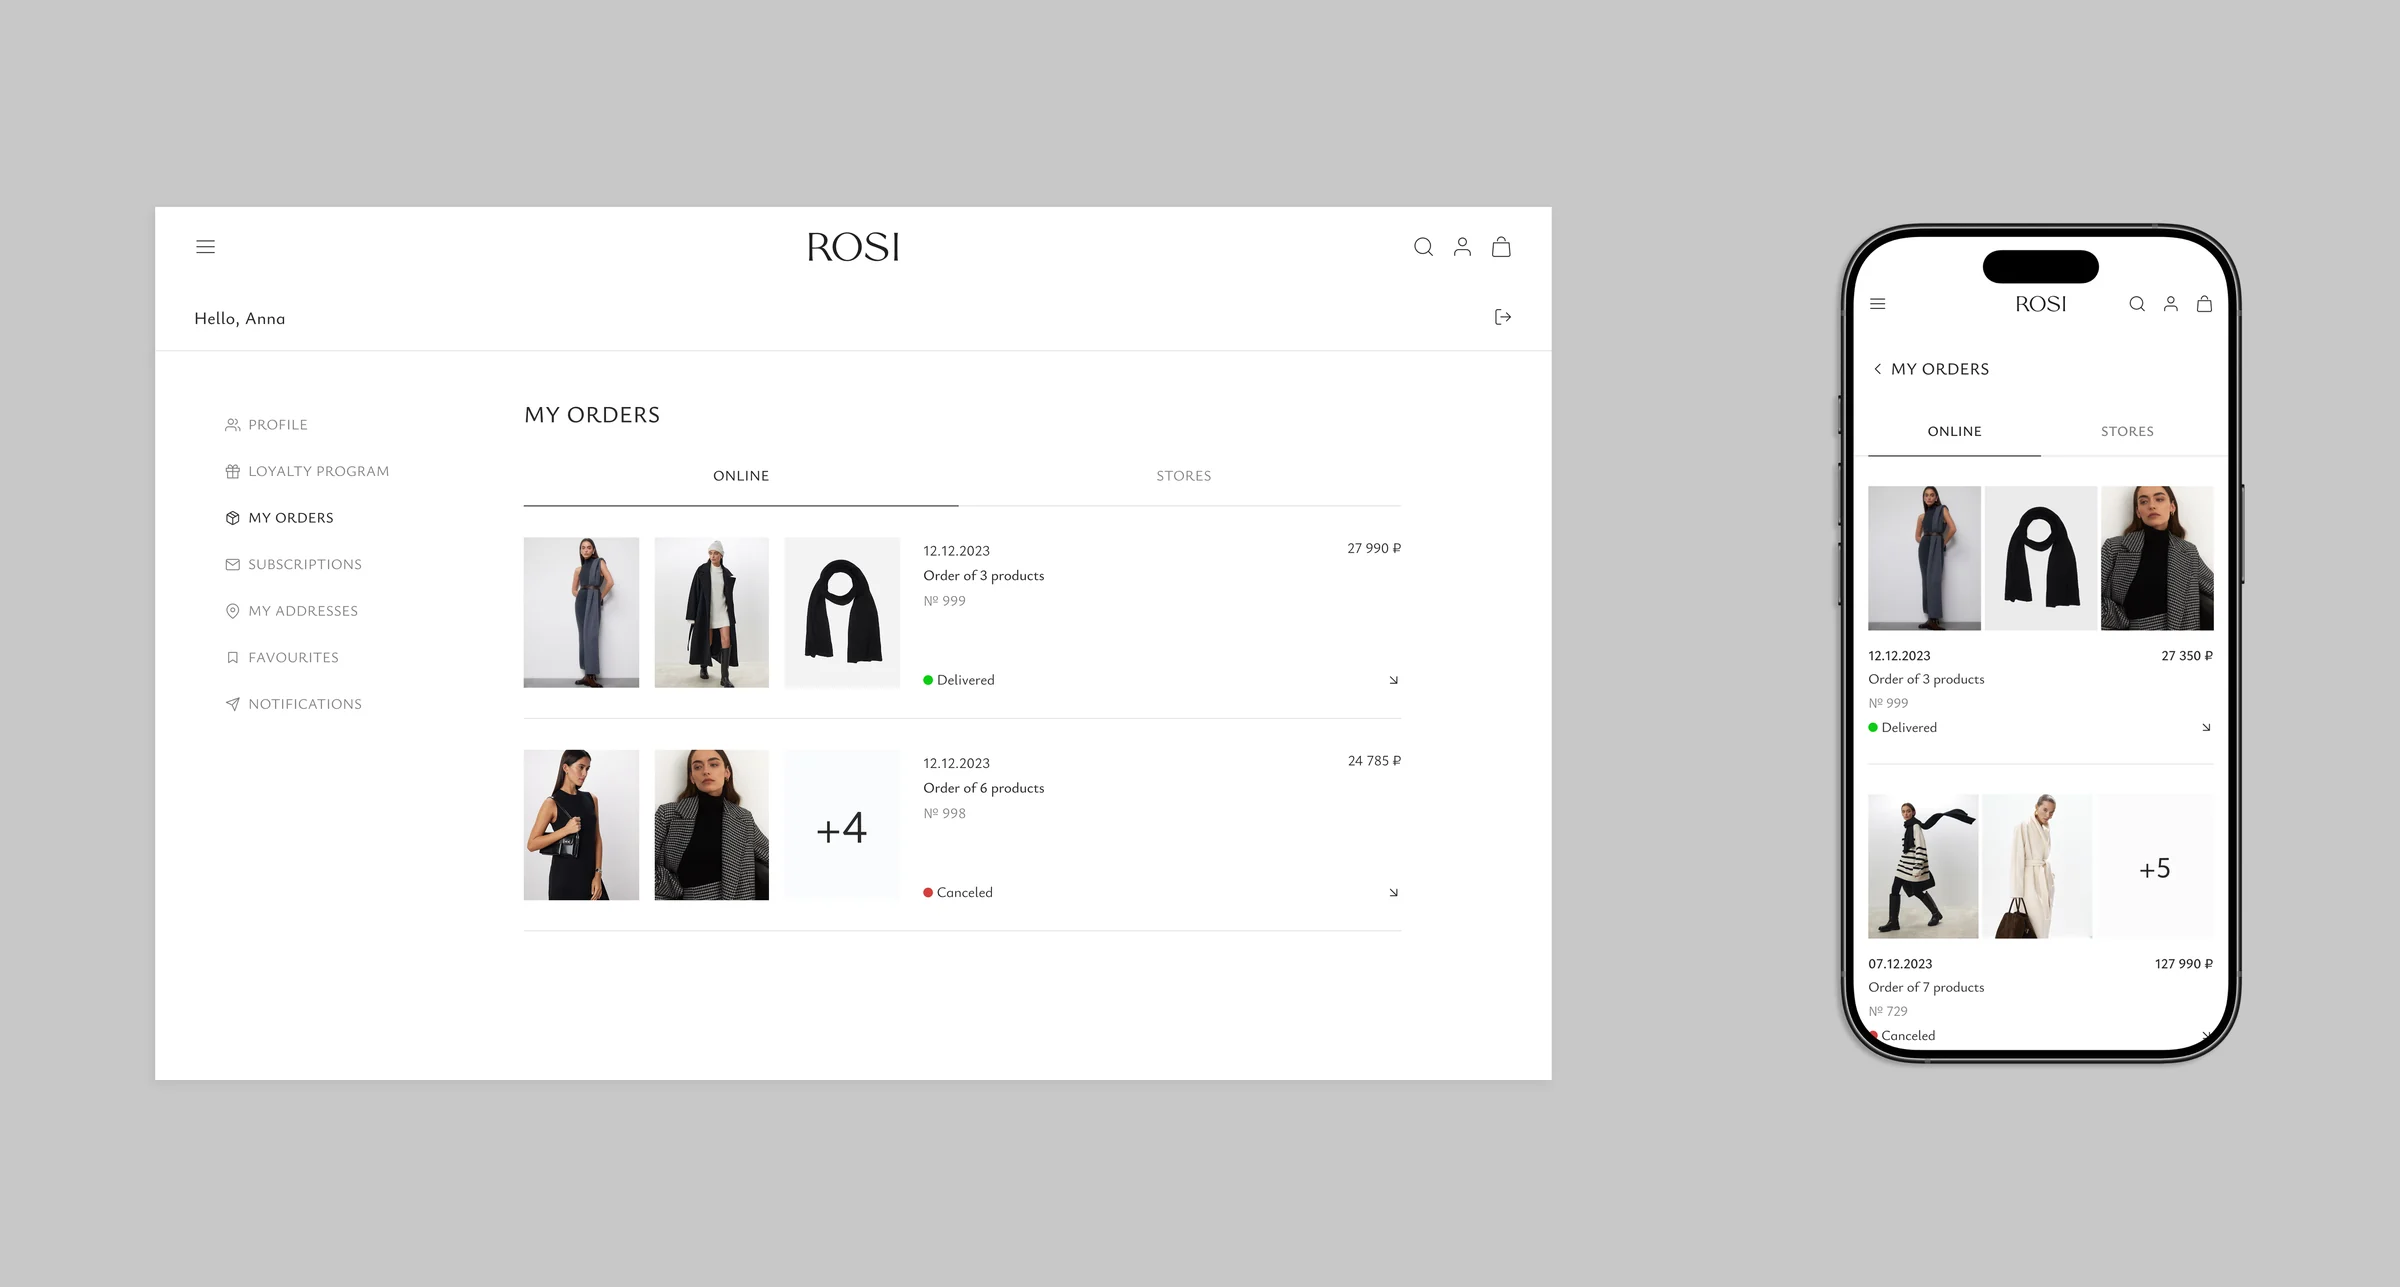 ROSI
Hello, Anna
PROFILE
LOYALTY PROGRAM
MY ORDERS
SUBSCRIPTIONS
MY ADDRESSES
FAVOURITES
NOTIFICATIONS
MY ORDERS
ONLINE STORES
12.12.2023 27 990 ₽
Order of 3 products
№ 999
Delivered
+4
12.12.2023 24 785 ₽
Order of 6 products
№ 998
Canceled
ROSI
MY ORDERS
ONLINE STORES
12.12.2023 27 350 ₽
Order of 3 products
№ 999
Delivered
+5
07.12.2023 127 990 ₽
Order of 7 products
№ 729
Canceled